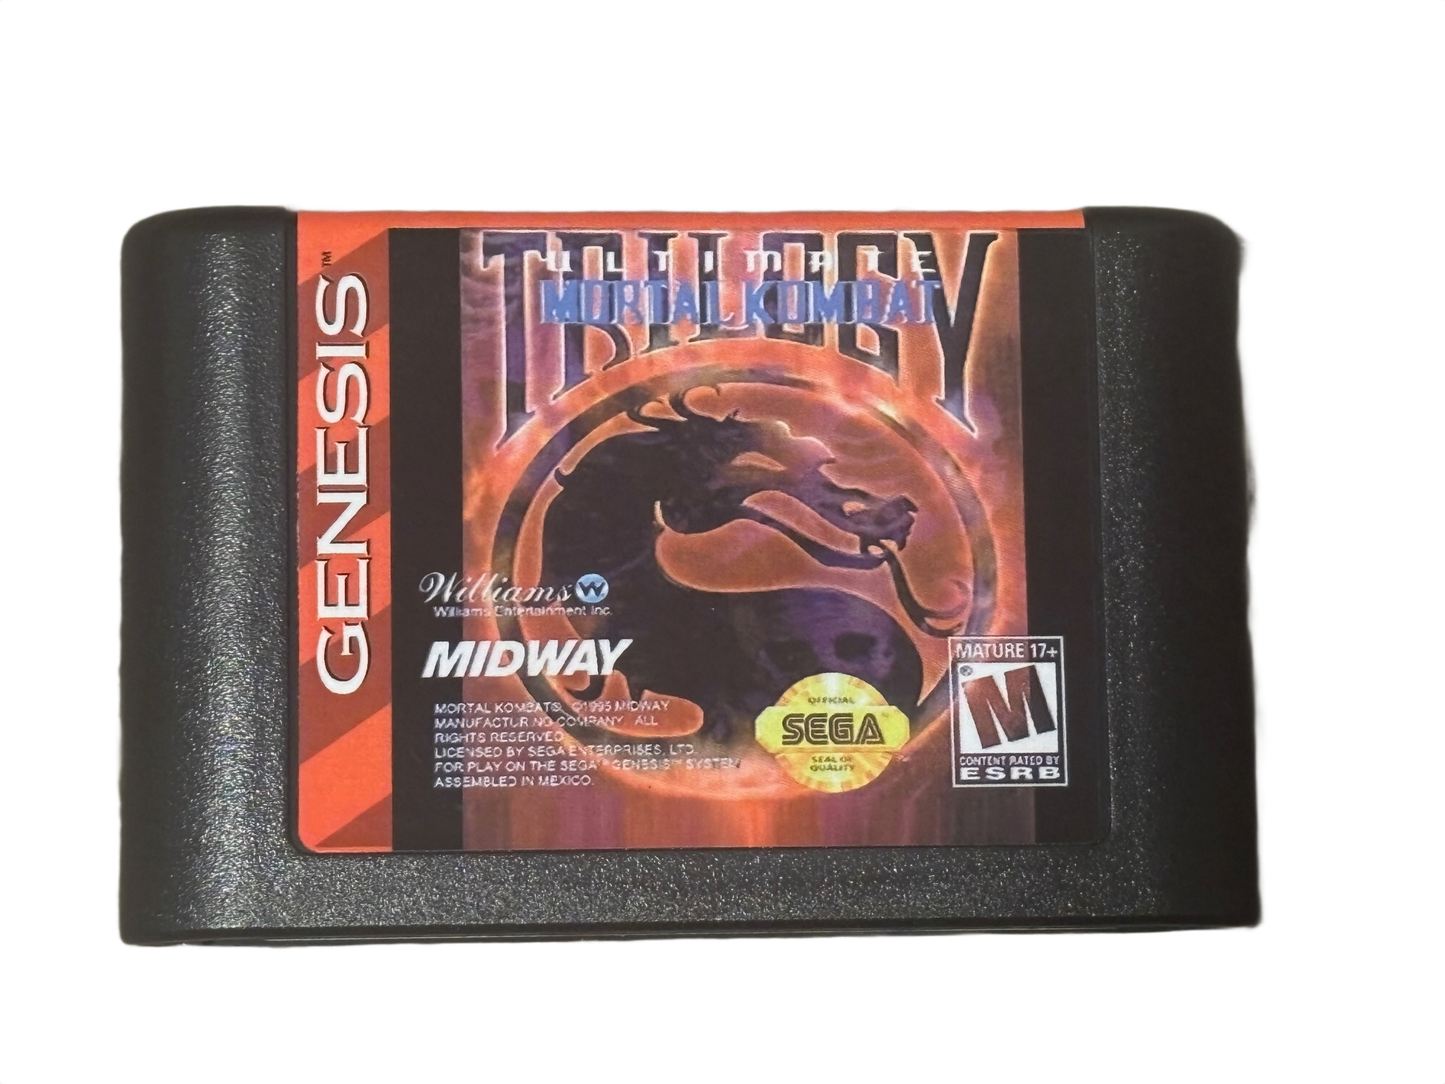 GENESIS™
TRILOGY
ULTIMATE
MORTAL KOMBAT
Williams W
Williams Entertainment Inc.
MIDWAY
MORTAL KOMBAT® ©1995 MIDWAY
MANUFACTURING COMPANY ALL
RIGHTS RESERVED.
LICENSED BY SEGA ENTERPRISES, LTD.
FOR PLAY ON THE SEGA™ GENESIS™ SYSTEM
ASSEMBLED IN MEXICO.
OFFICIAL
SEGA™
SEAL OF
QUALITY
MATURE 17+
M
CONTENT RATED BY
ESRB